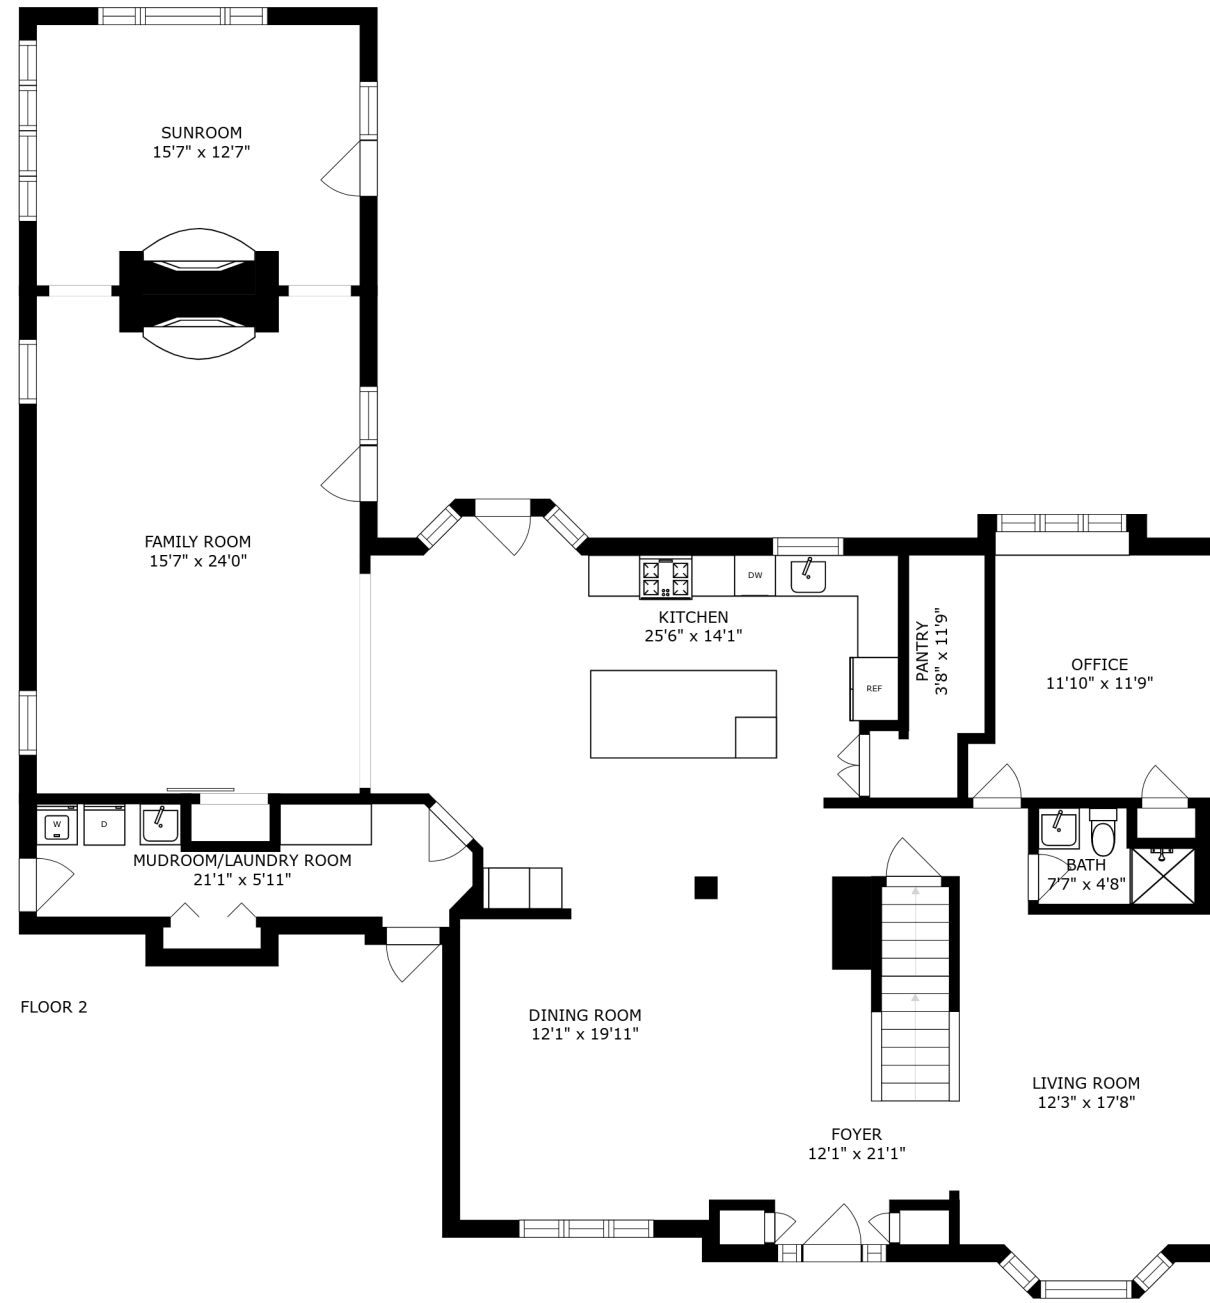 SUNROOM
15'7" x 12'7"
FAMILY ROOM
15'7" x 24'0"
DW
KITCHEN
25'6" x 14'1"
REF
PANTRY
3'8" x 11'9"
OFFICE
11'10" x 11'9"
W
D
MUDROOM/LAUNDRY ROOM
21'1" x 5'11"
BATH
7'7" x 4'8"
FLOOR 2
DINING ROOM
12'1" x 19'11"
LIVING ROOM
12'3" x 17'8"
FOYER
12'1" x 21'1"